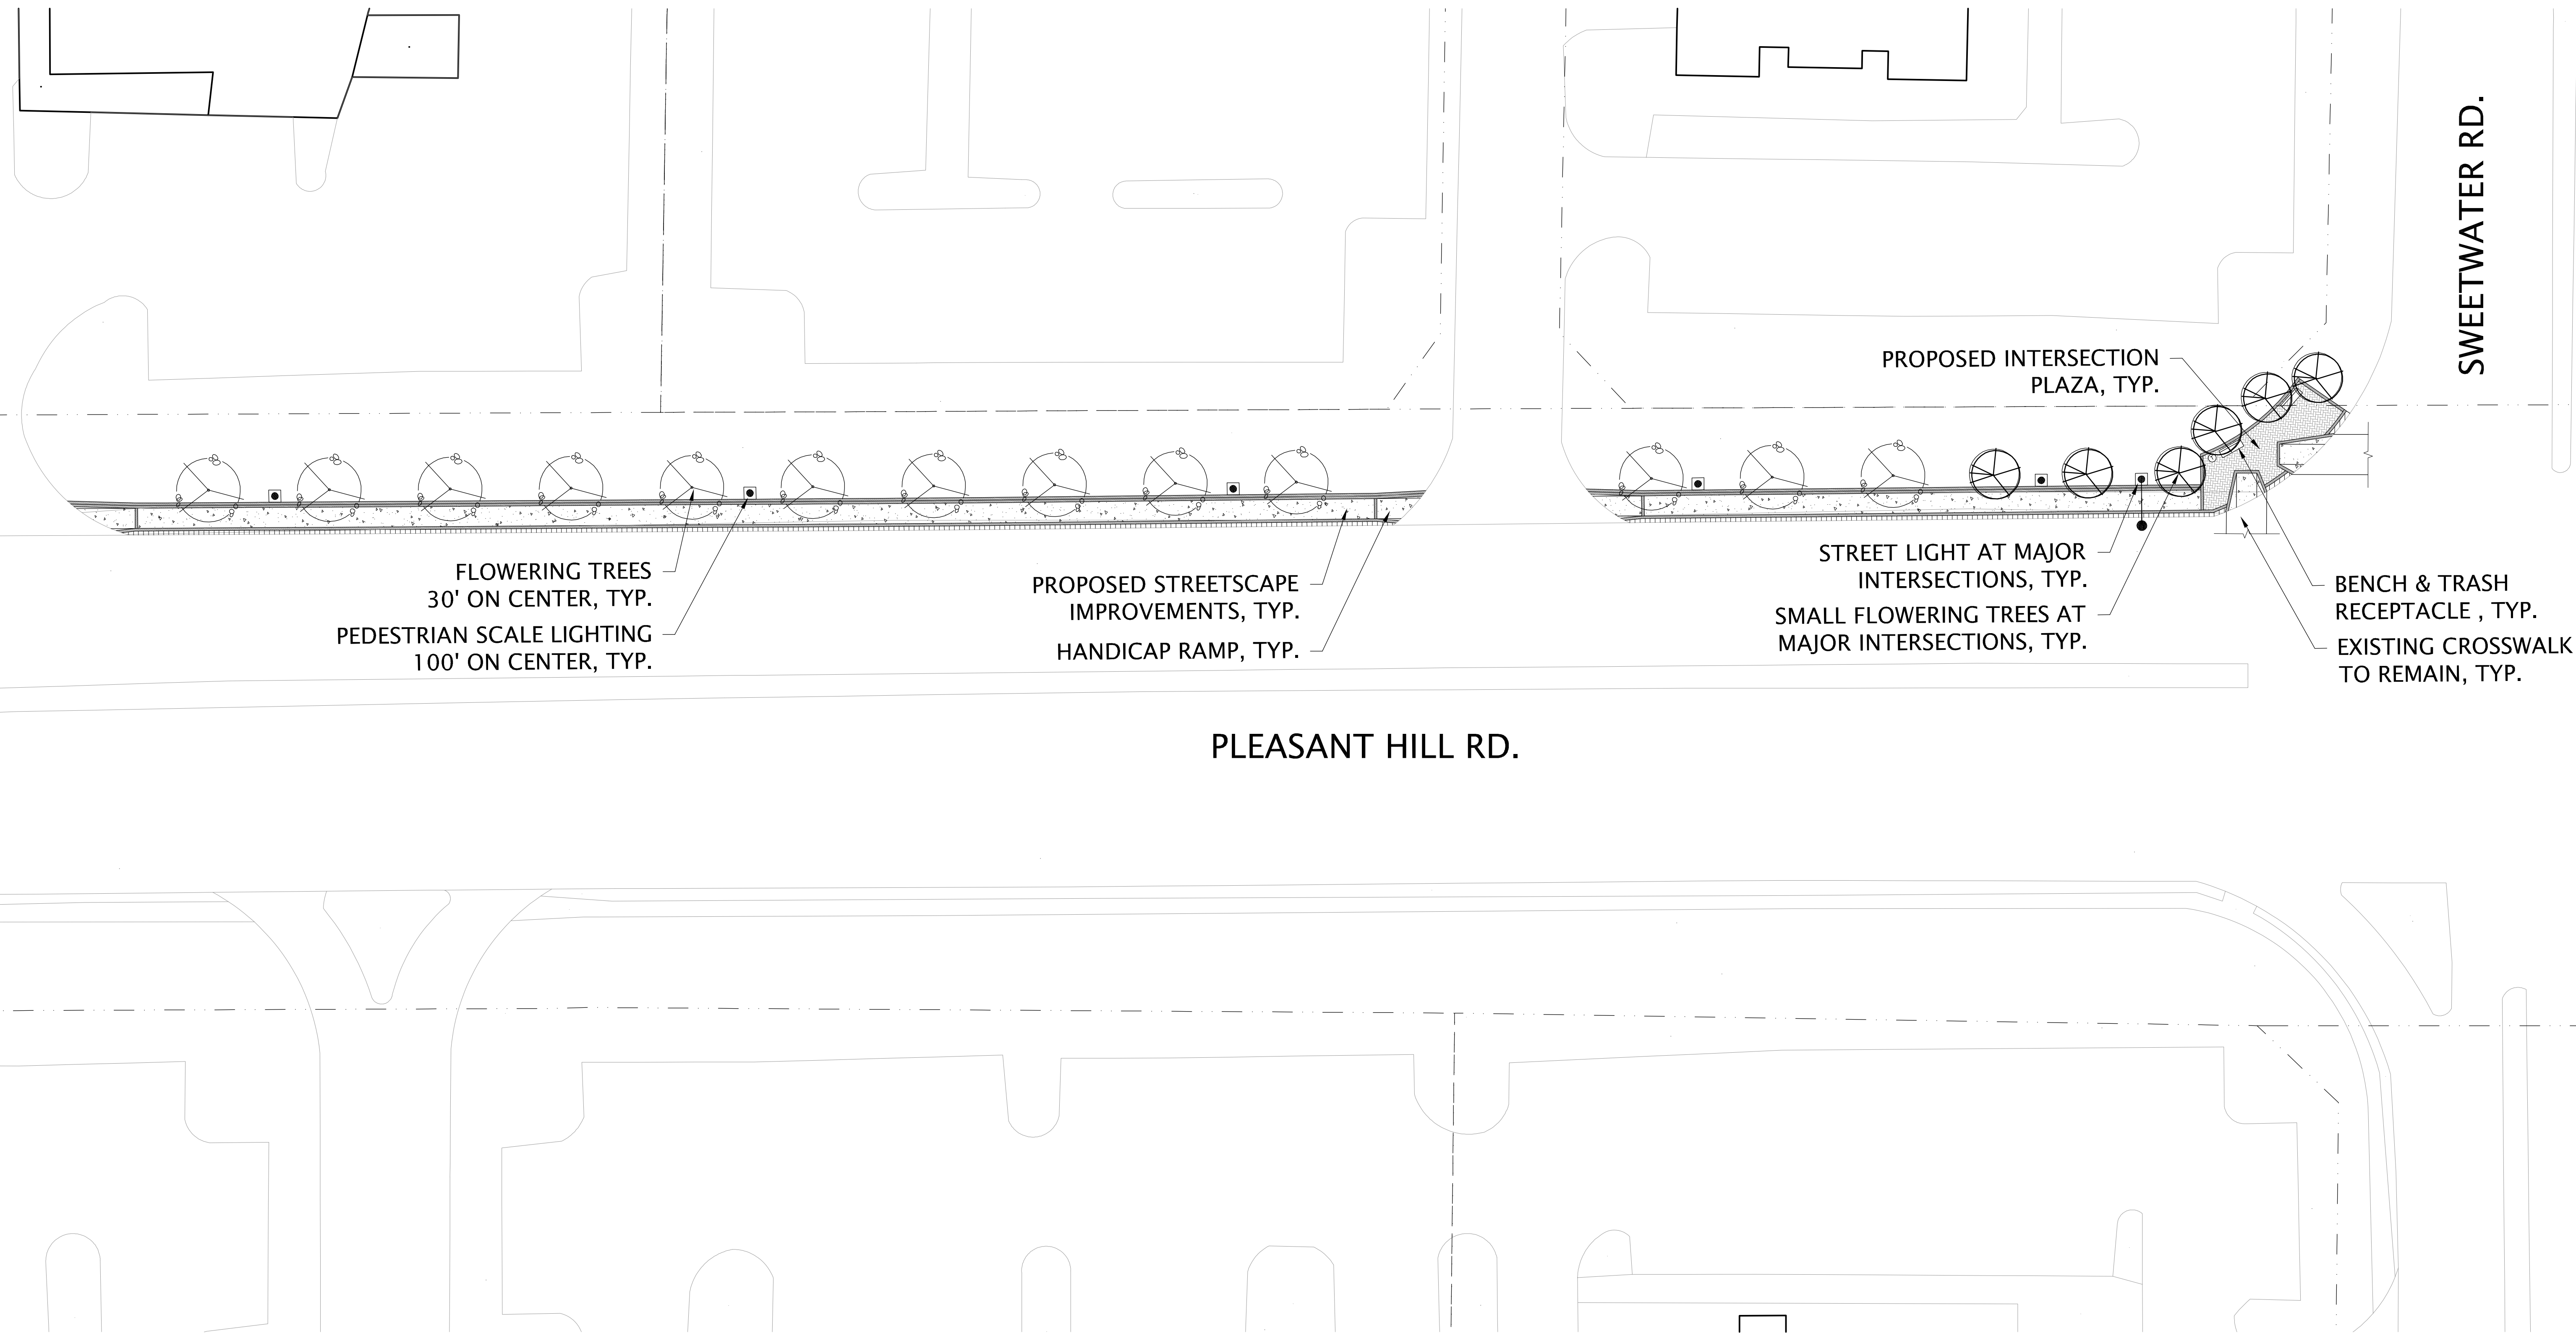 SWEETWATER RD.
PROPOSED INTERSECTION
PLAZA, TYP.
FLOWERING TREES
30' ON CENTER, TYP.
PEDESTRIAN SCALE LIGHTING
100' ON CENTER, TYP.
PROPOSED STREETSCAPE
IMPROVEMENTS, TYP.
HANDICAP RAMP, TYP.
STREET LIGHT AT MAJOR
INTERSECTIONS, TYP.
SMALL FLOWERING TREES AT
MAJOR INTERSECTIONS, TYP.
BENCH & TRASH
RECEPTACLE , TYP.
EXISTING CROSSWALK
TO REMAIN, TYP.
PLEASANT HILL RD.